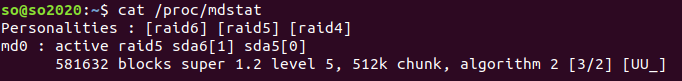 so@so2020:~$ cat /proc/mdstat
Personalities : [raid6] [raid5] [raid4]
md0 : active raid5 sda6[1] sda5[0]
      581632 blocks super 1.2 level 5, 512k chunk, algorithm 2 [3/2] [UU_]